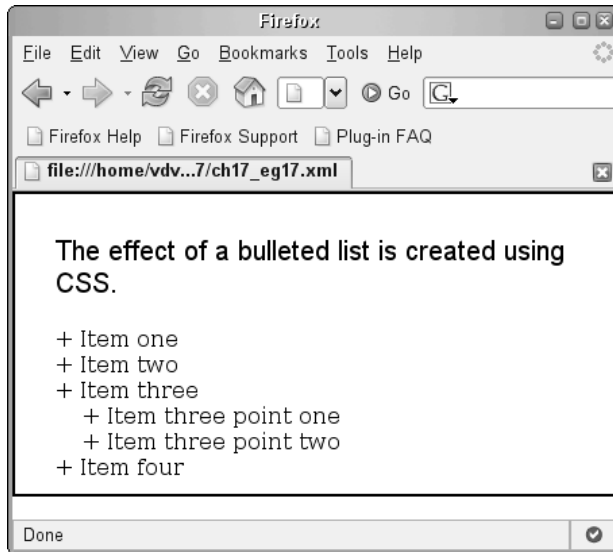 Firefox
File Edit View Go Bookmarks Tools Help
Go G
Firefox Help Firefox Support Plug-in FAQ
file:///home/vdv...7/ch17_eg17.xml
The effect of a bulleted list is created using
CSS.
+ Item one
+ Item two
+ Item three
+ Item three point one
+ Item three point two
+ Item four
Done